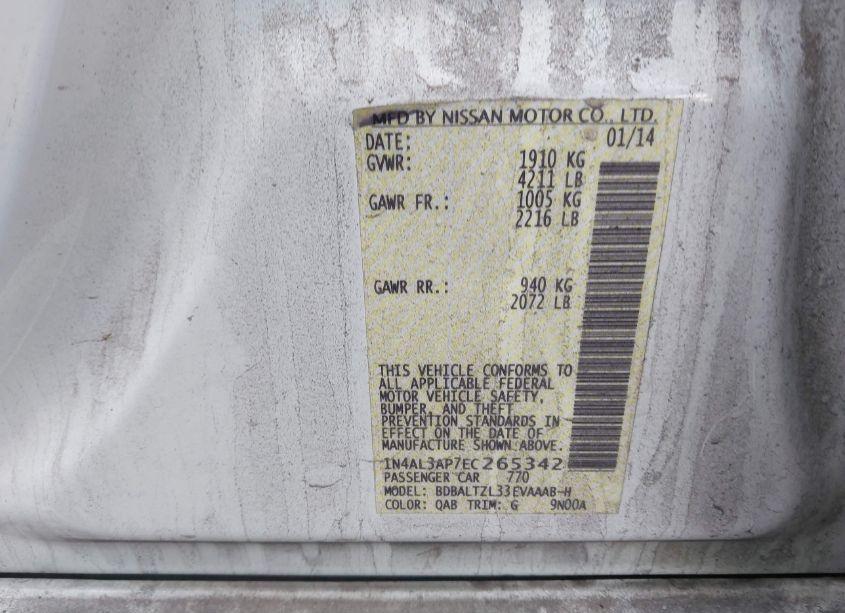 MFD BY NISSAN MOTOR CO., LTD.
DATE: 01/14
GVWR: 1910 KG
4211 LB
GAWR FR.: 1005 KG
2216 LB
GAWR RR.: 940 KG
2072 LB
THIS VEHICLE CONFORMS TO
ALL APPLICABLE FEDERAL
MOTOR VEHICLE SAFETY,
BUMPER, AND THEFT
PREVENTION STANDARDS IN
EFFECT ON THE DATE OF
MANUFACTURE SHOWN ABOVE.
1N4AL3AP7EC265342
PASSENGER CAR 770
MODEL: BDBALTZL33EVAAAB-H
COLOR: QAB TRIM: G 9N00A